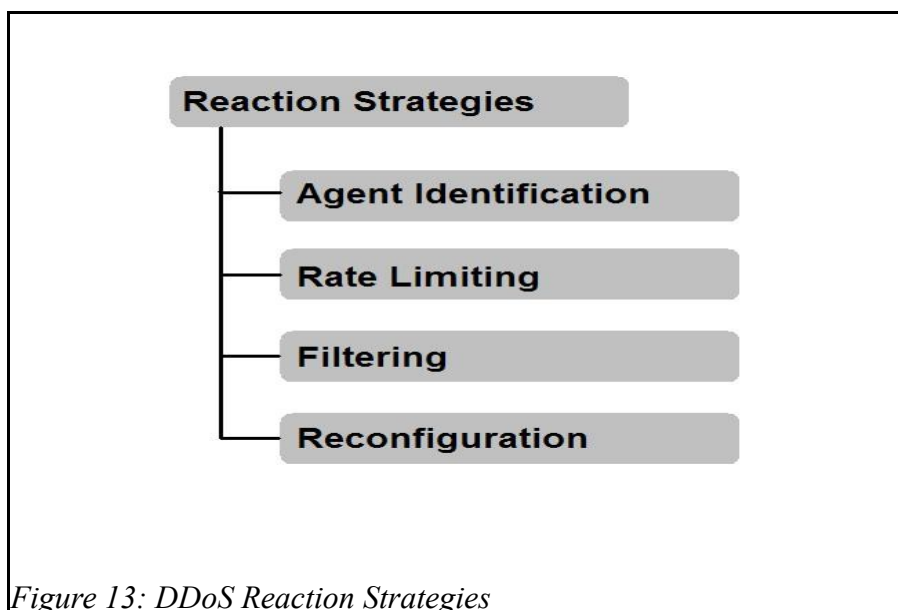 Reaction Strategies
Agent Identification
Rate Limiting
Filtering
Reconfiguration
Figure 13: DDoS Reaction Strategies